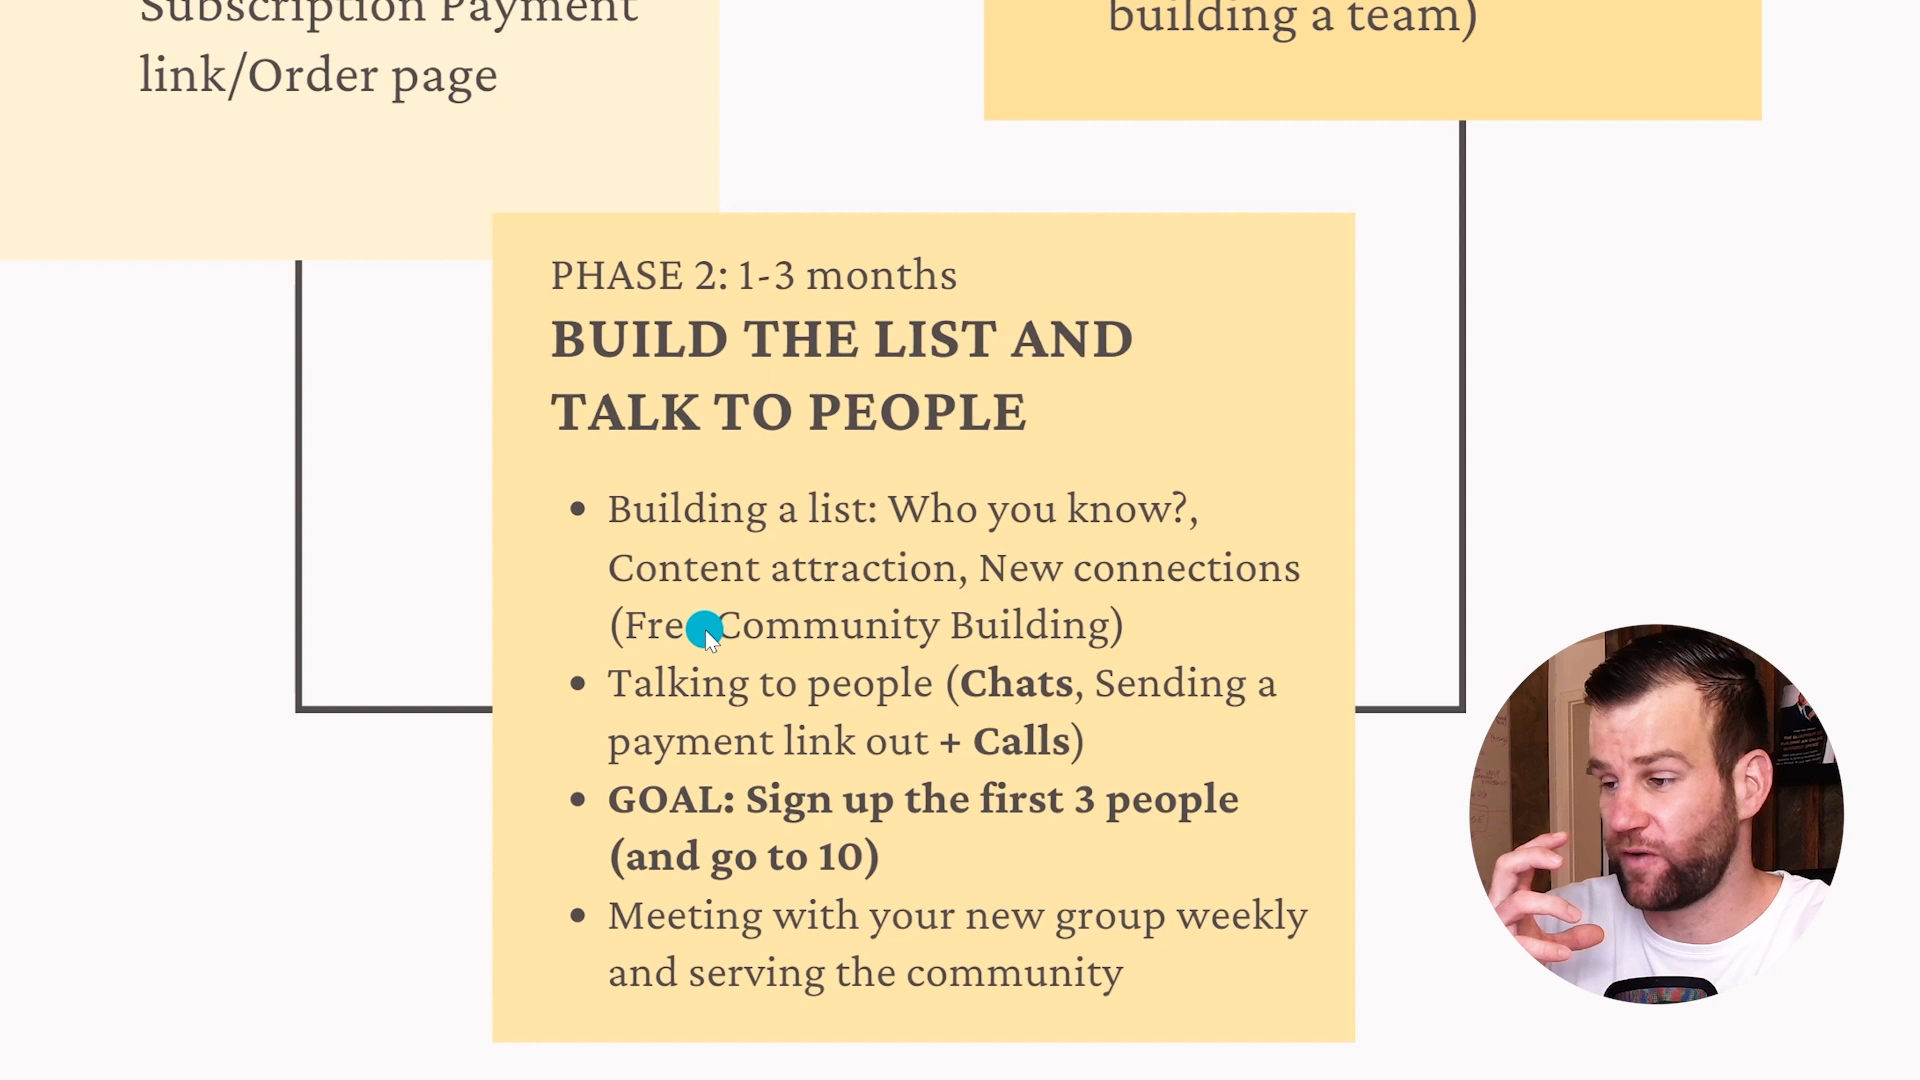 Subscription Payment
link/Order page
building a team)
PHASE 2: 1-3 months
BUILD THE LIST AND
TALK TO PEOPLE
• Building a list: Who you know?,
Content attraction, New connections
(Fre Community Building)
• Talking to people (Chats, Sending a
payment link out + Calls)
• GOAL: Sign up the first 3 people
(and go to 10)
• Meeting with your new group weekly
and serving the community